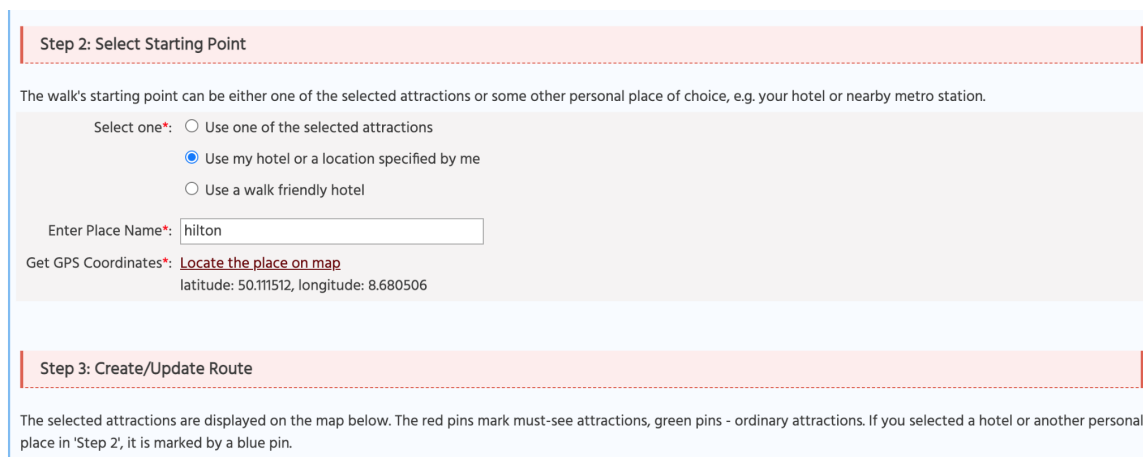 Step 2: Select Starting Point
The walk's starting point can be either one of the selected attractions or some other personal place of choice, e.g. your hotel or nearby metro station.
Select one*: Use one of the selected attractions
Use my hotel or a location specified by me
Use a walk friendly hotel
Enter Place Name*: hilton
Get GPS Coordinates*: Locate the place on map
latitude: 50.111512, longitude: 8.680506
Step 3: Create/Update Route
The selected attractions are displayed on the map below. The red pins mark must-see attractions, green pins - ordinary attractions. If you selected a hotel or another personal
place in 'Step 2', it is marked by a blue pin.